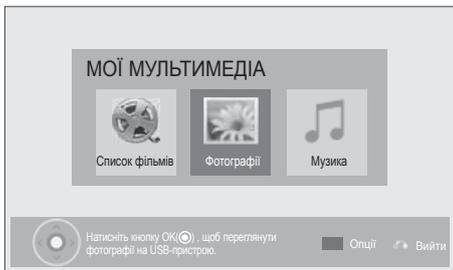 МОЇ МУЛЬТИМЕДІА
Список фільмів
Фотографії
Музика
Натисніть кнопку OK(◉) , щоб переглянути
фотографії на USB-пристрою.
Опції
Вийти